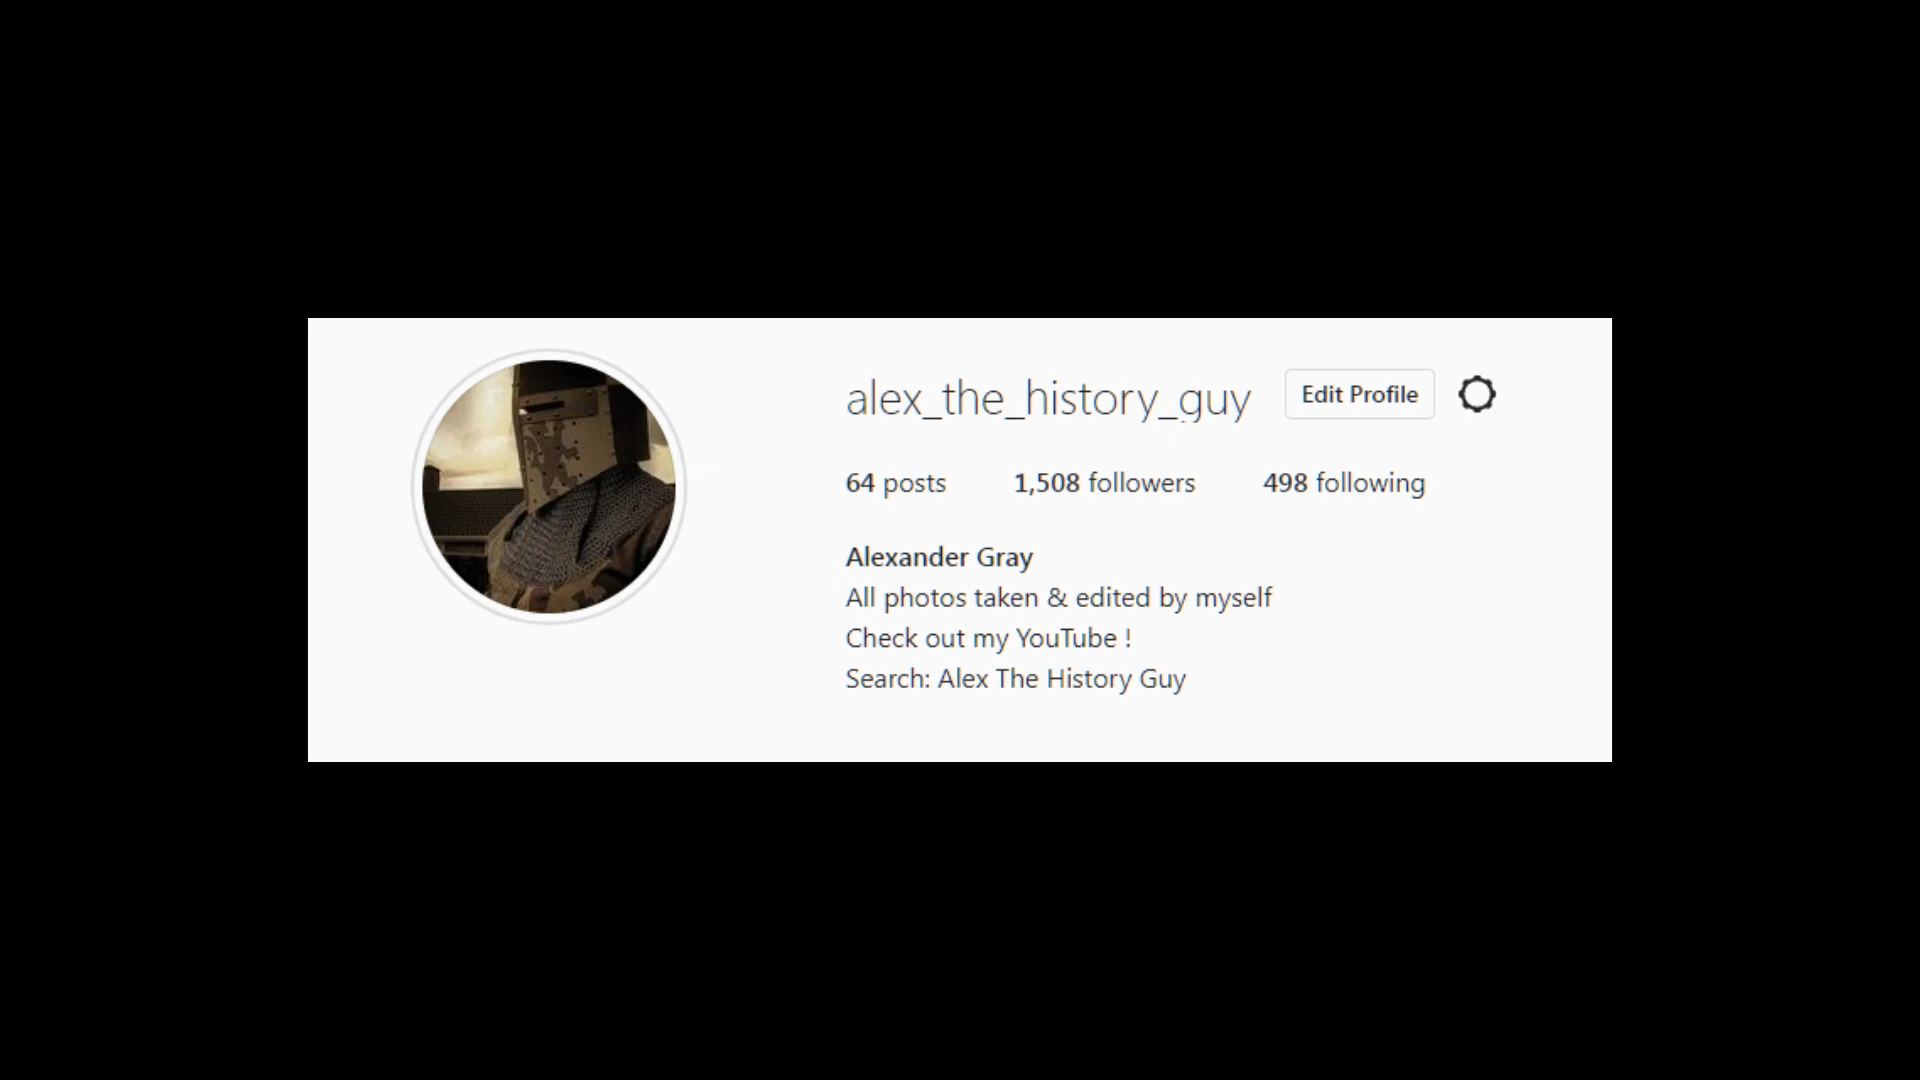 alex_the_history_guy Edit Profile
64 posts 1,508 followers 498 following
Alexander Gray
All photos taken & edited by myself
Check out my YouTube !
Search: Alex The History Guy